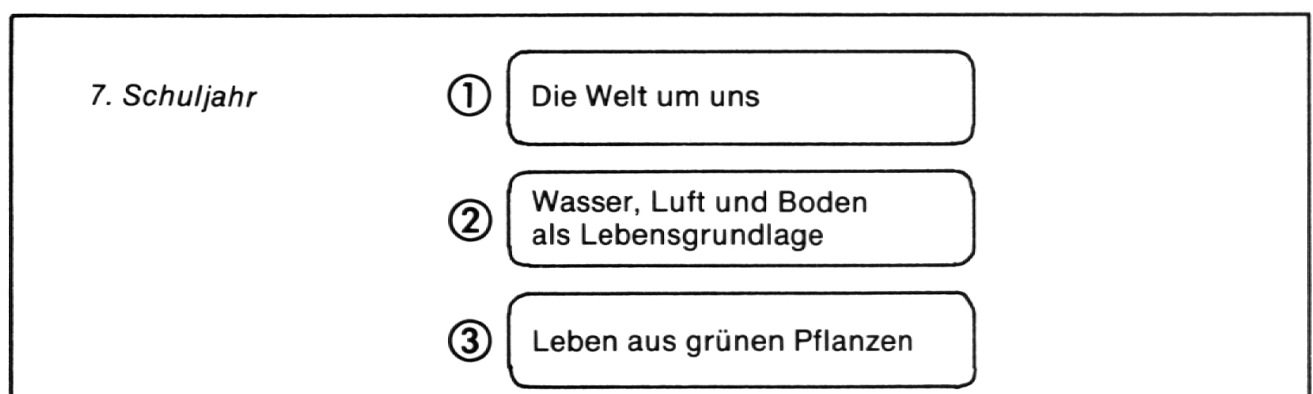 7. Schuljahr ① Die Welt um uns
② Wasser, Luft und Boden
als Lebensgrundlage
③ Leben aus grünen Pflanzen